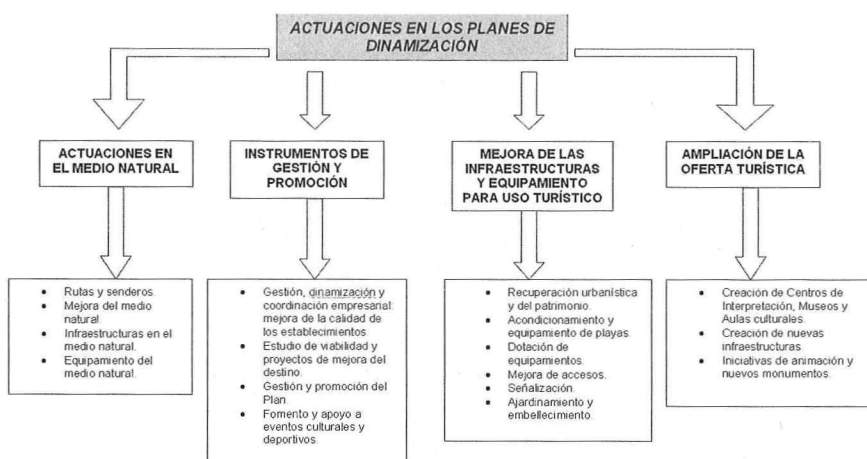 ACTUACIONES EN LOS PLANES DE
DINAMIZACIÓN
ACTUACIONES EN
EL MEDIO NATURAL
INSTRUMENTOS DE
GESTIÓN Y
PROMOCIÓN
MEJORA DE LAS
INFRAESTRUCTURAS
Y EQUIPAMIENTO
PARA USO TURÍSTICO
AMPLIACIÓN DE LA
OFERTA TURÍSTICA
• Rutas y senderos.
• Mejora del medio
natural.
• Infraestructuras en el
medio natural.
• Equipamiento del
medio natural.
• Gestión, dinamización y
coordinación empresarial:
mejora de la calidad de
los establecimientos.
• Estudio de viabilidad y
proyectos de mejora del
destino.
• Gestión y promoción del
Plan.
• Fomento y apoyo a
eventos culturales y
deportivos.
• Recuperación urbanística
y del patrimonio.
• Acondicionamiento y
equipamiento de playas.
• Dotación de
equipamientos.
• Mejora de accesos.
• Señalización.
• Ajardinamiento y
embellecimiento.
• Creación de Centros de
Interpretación, Museos y
Aulas culturales.
• Creación de nuevas
infraestructuras.
• Iniciativas de animación y
nuevos monumentos.